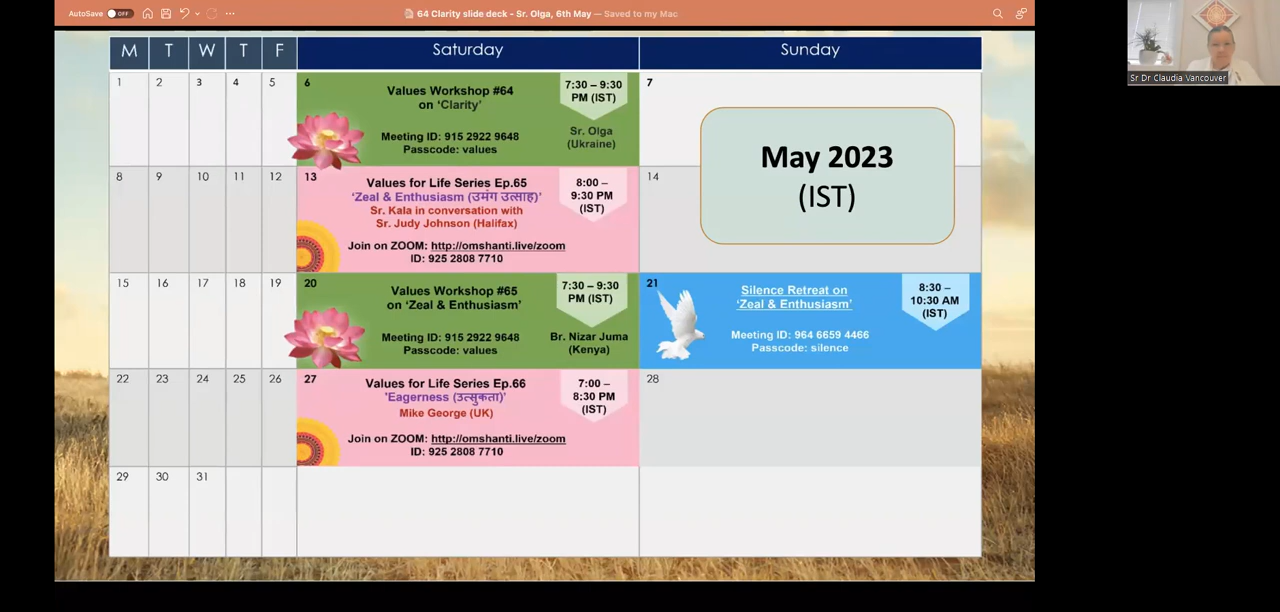 AutoSave OFF
64 Clarity slide deck - Sr. Olga, 6th May — Saved to my Mac
Sr Dr Claudia Vancouver
M T W T F Saturday Sunday
1 2 3 4 5
6
Values Workshop #64
on ‘Clarity’
Meeting ID: 915 2922 9648
Passcode: values
7:30 – 9:30
PM (IST)
Sr. Olga
(Ukraine)
7
May 2023
(IST)
8 9 10 11 12
13
Values for Life Series Ep.65
‘Zeal & Enthusiasm (उमंग उत्साह)’
Sr. Kala in conversation with
Sr. Judy Johnson (Halifax)
Join on ZOOM: http://omshanti.live/zoom
ID: 925 2808 7710
8:00 –
9:30 PM
(IST)
14
15 16 17 18 19
20
Values Workshop #65
on ‘Zeal & Enthusiasm’
Meeting ID: 915 2922 9648
Passcode: values
7:30 – 9:30
PM (IST)
Br. Nizar Juma
(Kenya)
21
Silence Retreat on
‘Zeal & Enthusiasm’
Meeting ID: 964 6659 4466
Passcode: silence
8:30 –
10:30 AM
(IST)
22 23 24 25 26
27
Values for Life Series Ep.66
'Eagerness (उत्सुकता)’
Mike George (UK)
Join on ZOOM: http://omshanti.live/zoom
ID: 925 2808 7710
7:00 –
8:30 PM
(IST)
28
29 30 31